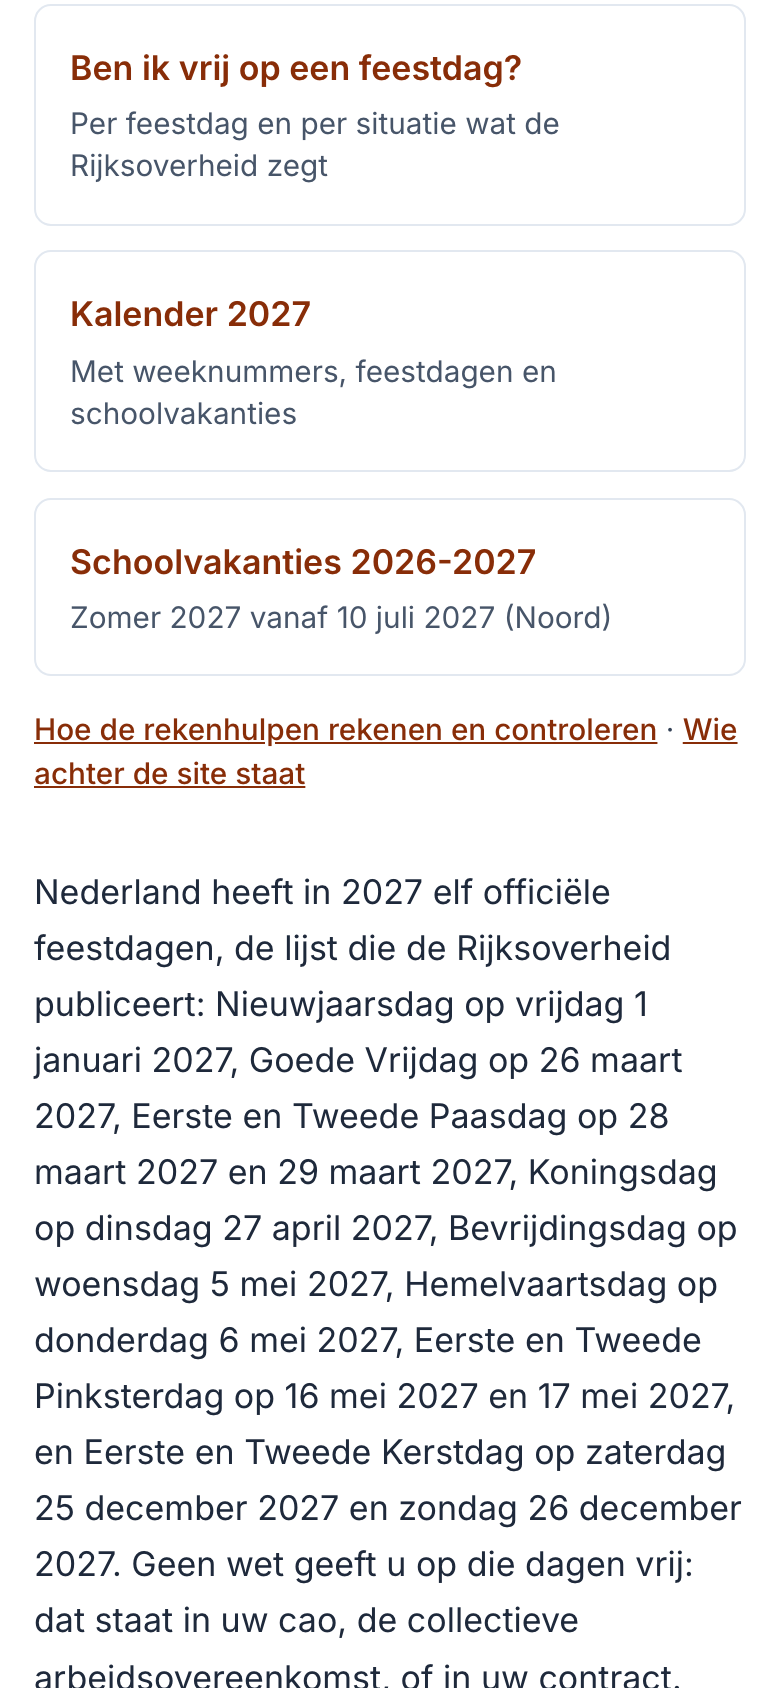 Ben ik vrij op een feestdag?
Per feestdag en per situatie wat de
Rijksoverheid zegt
Kalender 2027
Met weeknummers, feestdagen en
schoolvakanties
Schoolvakanties 2026-2027
Zomer 2027 vanaf 10 juli 2027 (Noord)
Hoe de rekenhulpen rekenen en controleren · Wie
achter de site staat
Nederland heeft in 2027 elf officiële
feestdagen, de lijst die de Rijksoverheid
publiceert: Nieuwjaarsdag op vrijdag 1
januari 2027, Goede Vrijdag op 26 maart
2027, Eerste en Tweede Paasdag op 28
maart 2027 en 29 maart 2027, Koningsdag
op dinsdag 27 april 2027, Bevrijdingsdag op
woensdag 5 mei 2027, Hemelvaartsdag op
donderdag 6 mei 2027, Eerste en Tweede
Pinksterdag op 16 mei 2027 en 17 mei 2027,
en Eerste en Tweede Kerstdag op zaterdag
25 december 2027 en zondag 26 december
2027. Geen wet geeft u op die dagen vrij:
dat staat in uw cao, de collectieve
arbeidsovereenkomst, of in uw contract.